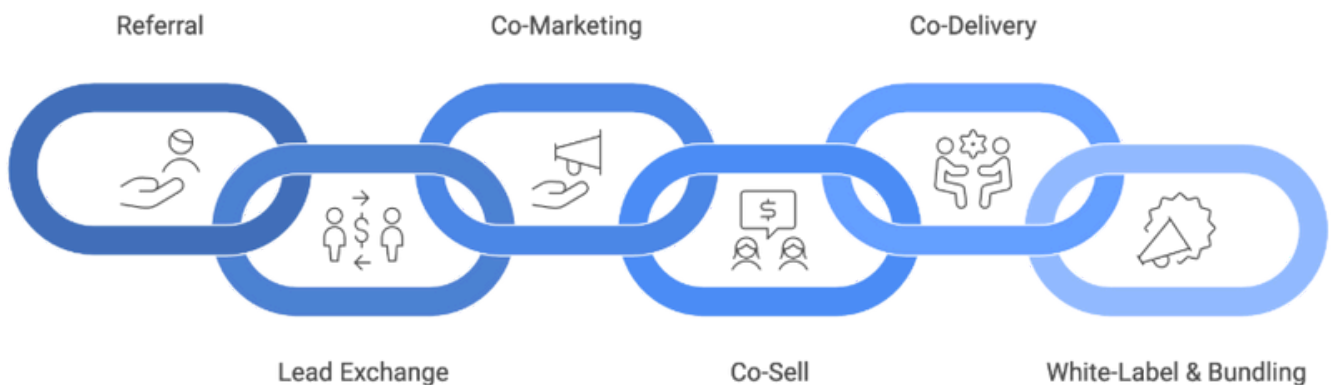 Referral
Co-Marketing
Co-Delivery
$
$
Lead Exchange
Co-Sell
White-Label & Bundling